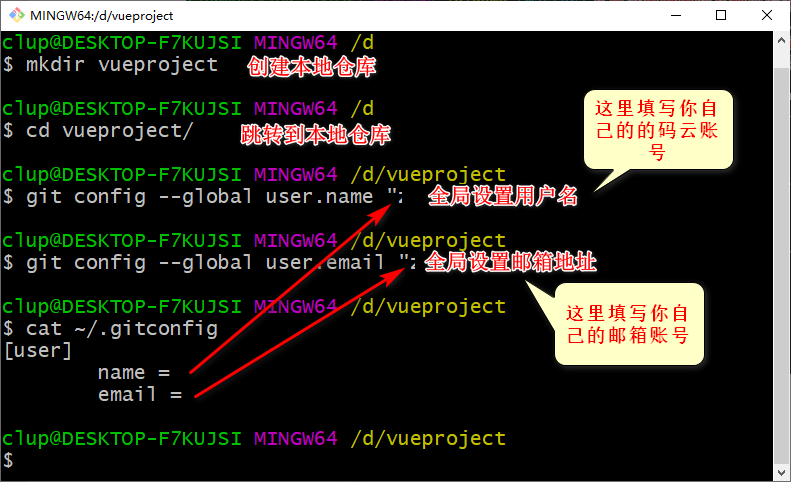 MINGW64:/d/vueproject
clup@DESKTOP-F7KUJSI MINGW64 /d
$ mkdir vueproject 创建本地仓库
clup@DESKTOP-F7KUJSI MINGW64 /d
$ cd vueproject/ 跳转到本地仓库
这里填写你自
己的的码云账
号
clup@DESKTOP-F7KUJSI MINGW64 /d/vueproject
$ git config --global user.name "z 全局设置用户名
clup@DESKTOP-F7KUJSI MINGW64 /d/vueproject
$ git config --global user.email "z 全局设置邮箱地址
这里填写你自
己的邮箱账号
clup@DESKTOP-F7KUJSI MINGW64 /d/vueproject
$ cat ~/.gitconfig
[user]
name =
email =
clup@DESKTOP-F7KUJSI MINGW64 /d/vueproject
$